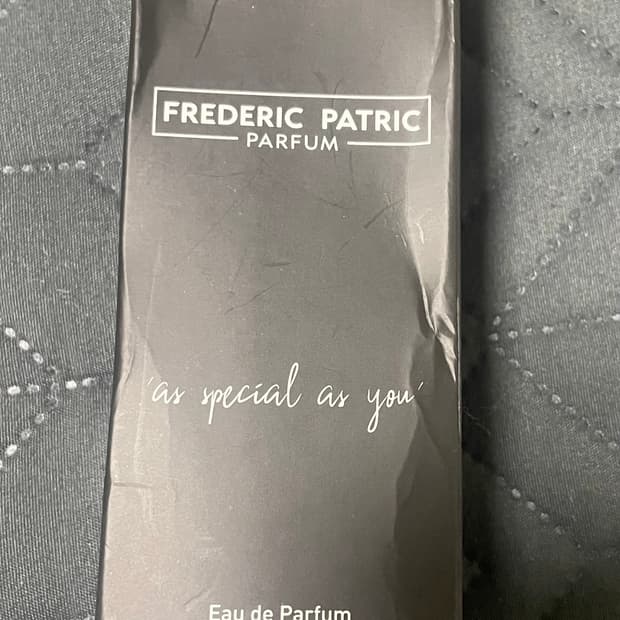 FREDERIC PATRIC
PARFUM
'as special as you'
Eau de Parfum